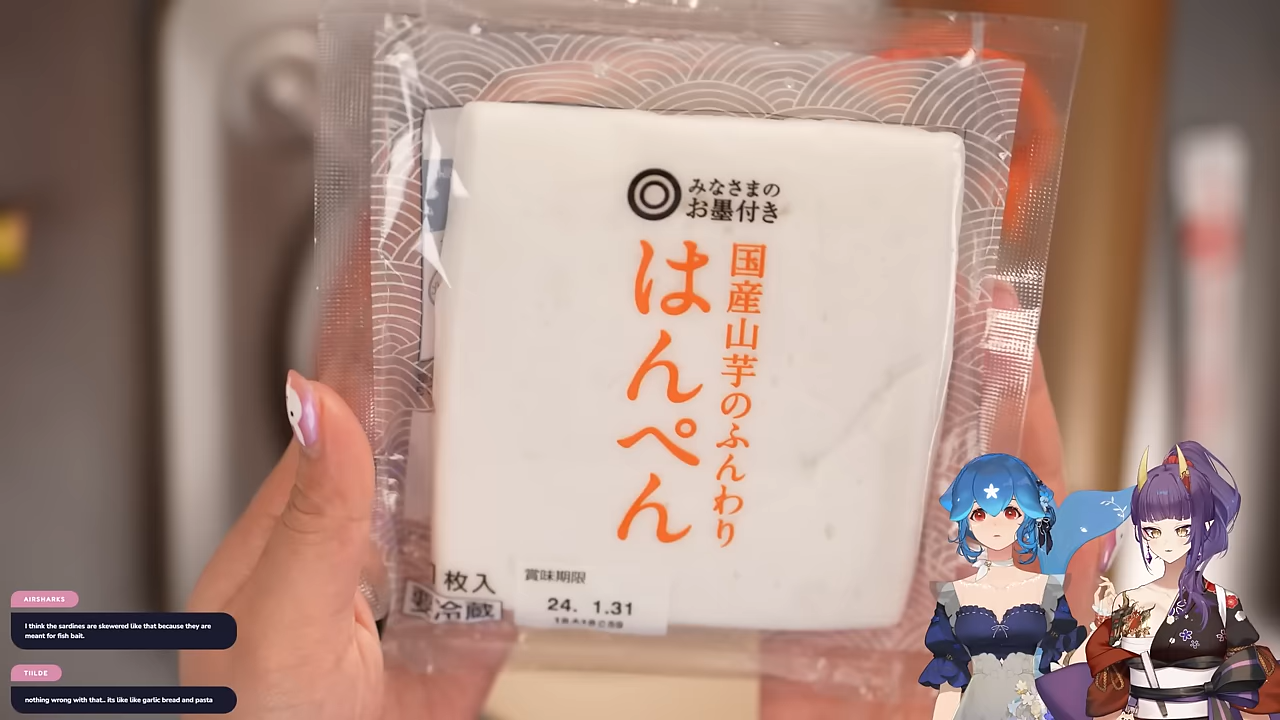 みなさまの
お墨付き
国産山芋のふんわり
はんぺん
1枚入
要冷蔵
賞味期限
24. 1.31
AIRSHARKS
I think the sardines are skewered like that because they are
meant for fish bait.
TIILDE
nothing wrong with that.. its like like garlic bread and pasta